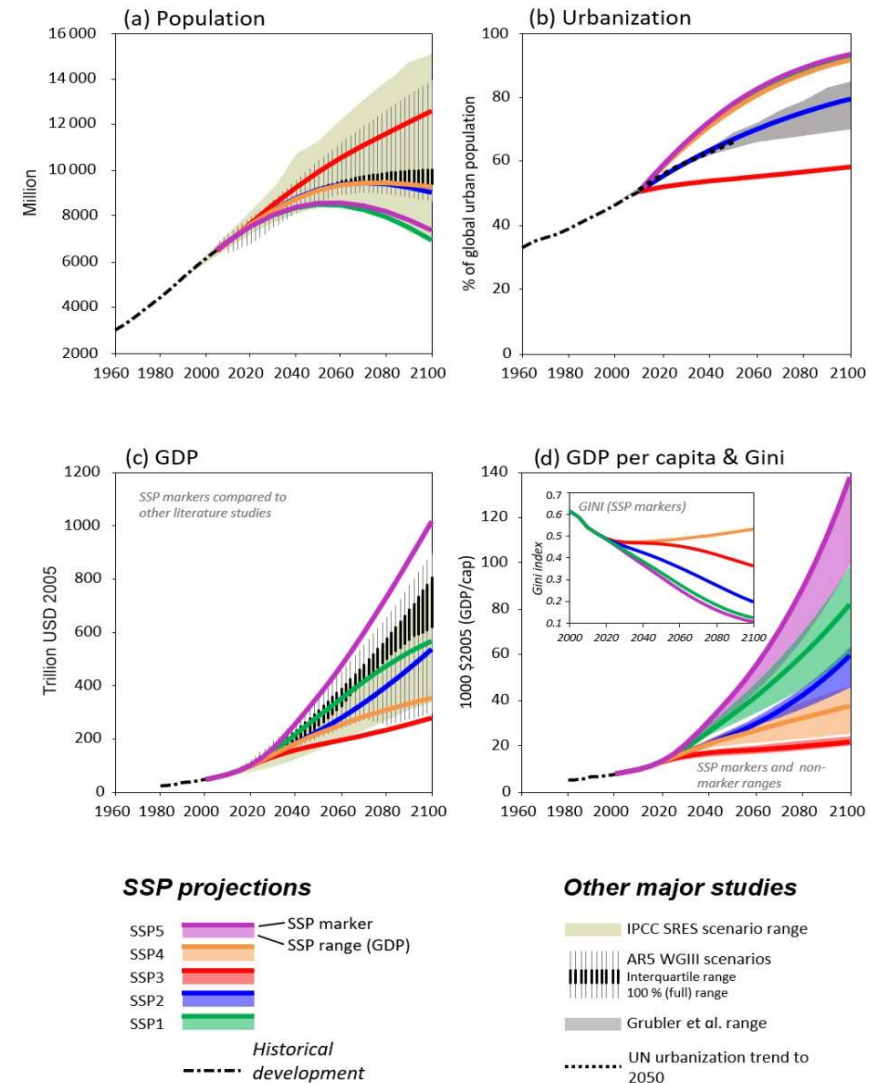 (a) Population
16 000
14 000
12 000
10 000
8000
6000
4000
2000
Million
1960 1980 2000 2020 2040 2060 2080 2100
(b) Urbanization
100
80
60
40
20
0
% of global urban population
1960 1980 2000 2020 2040 2060 2080 2100
(c) GDP
1200
1000
800
600
400
200
0
Trillion USD 2005
SSP markers compared to
other literature studies
1960 1980 2000 2020 2040 2060 2080 2100
(d) GDP per capita & Gini
140
120
100
80
60
40
20
0
1000 $2005 (GDP/cap)
GINI (SSP markers)
0.7
0.6
0.5
0.4
0.3
0.2
0.1
Gini index
2000 2020 2040 2060 2080 2100
SSP markers and non-
marker ranges
1960 1980 2000 2020 2040 2060 2080 2100
SSP projections
SSP5
SSP4
SSP3
SSP2
SSP1
SSP marker
SSP range (GDP)
Historical
development
Other major studies
IPCC SRES scenario range
AR5 WGIII scenarios
Interquartile range
100 % (full) range
Grubler et al. range
UN urbanization trend to
2050